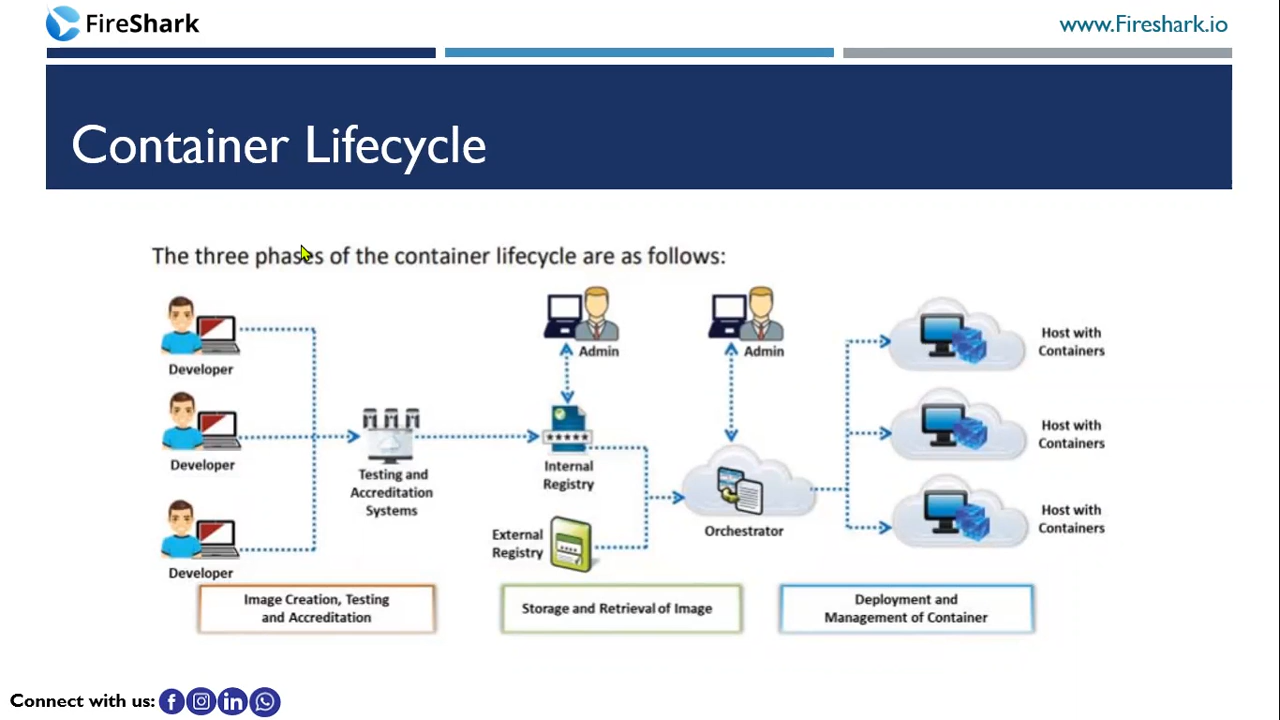 FireShark
www.Fireshark.io
Container Lifecycle
The three phases of the container lifecycle are as follows:
Developer
Developer
Developer
Testing and
Accreditation
Systems
Admin
Internal
Registry
External
Registry
Admin
Orchestrator
Host with
Containers
Host with
Containers
Host with
Containers
Image Creation, Testing
and Accreditation
Storage and Retrieval of Image
Deployment and
Management of Container
Connect with us: